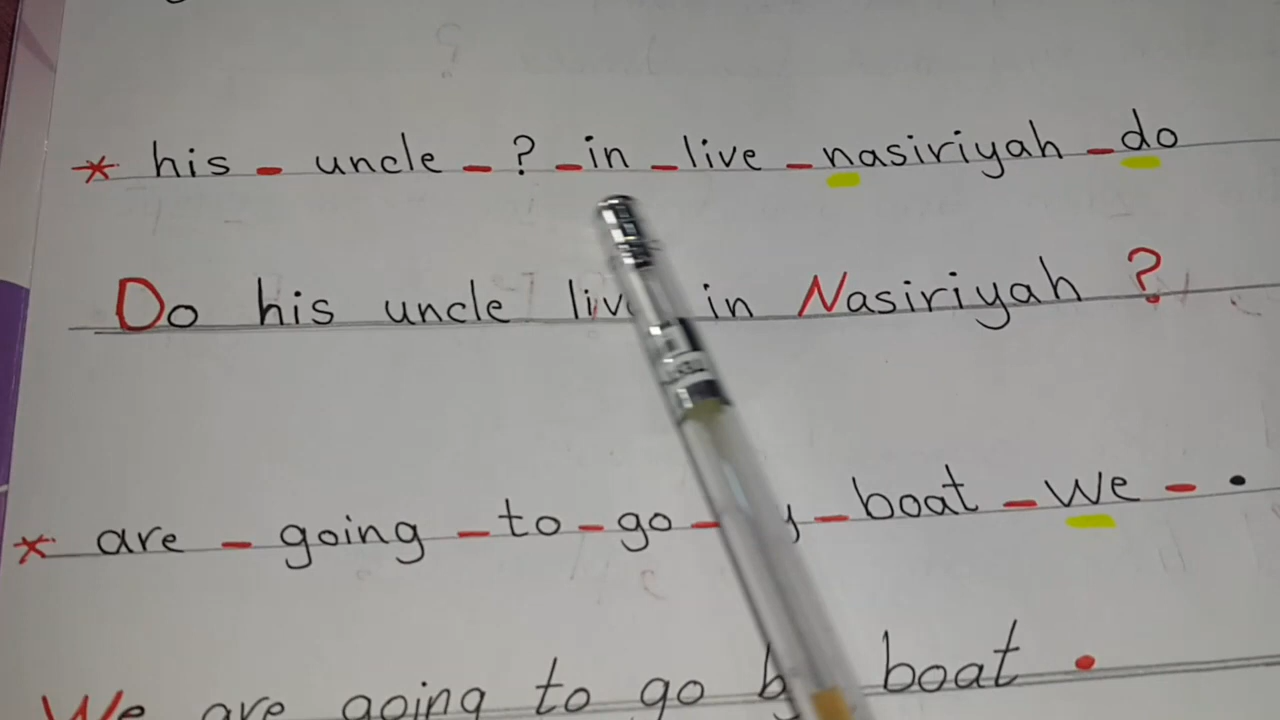 * his - uncle - ? - in - live - nasiriyah - do
Do his uncle live in Nasiriyah ?
* are - going - to - go - - boat - we - .
We are going to go boat .